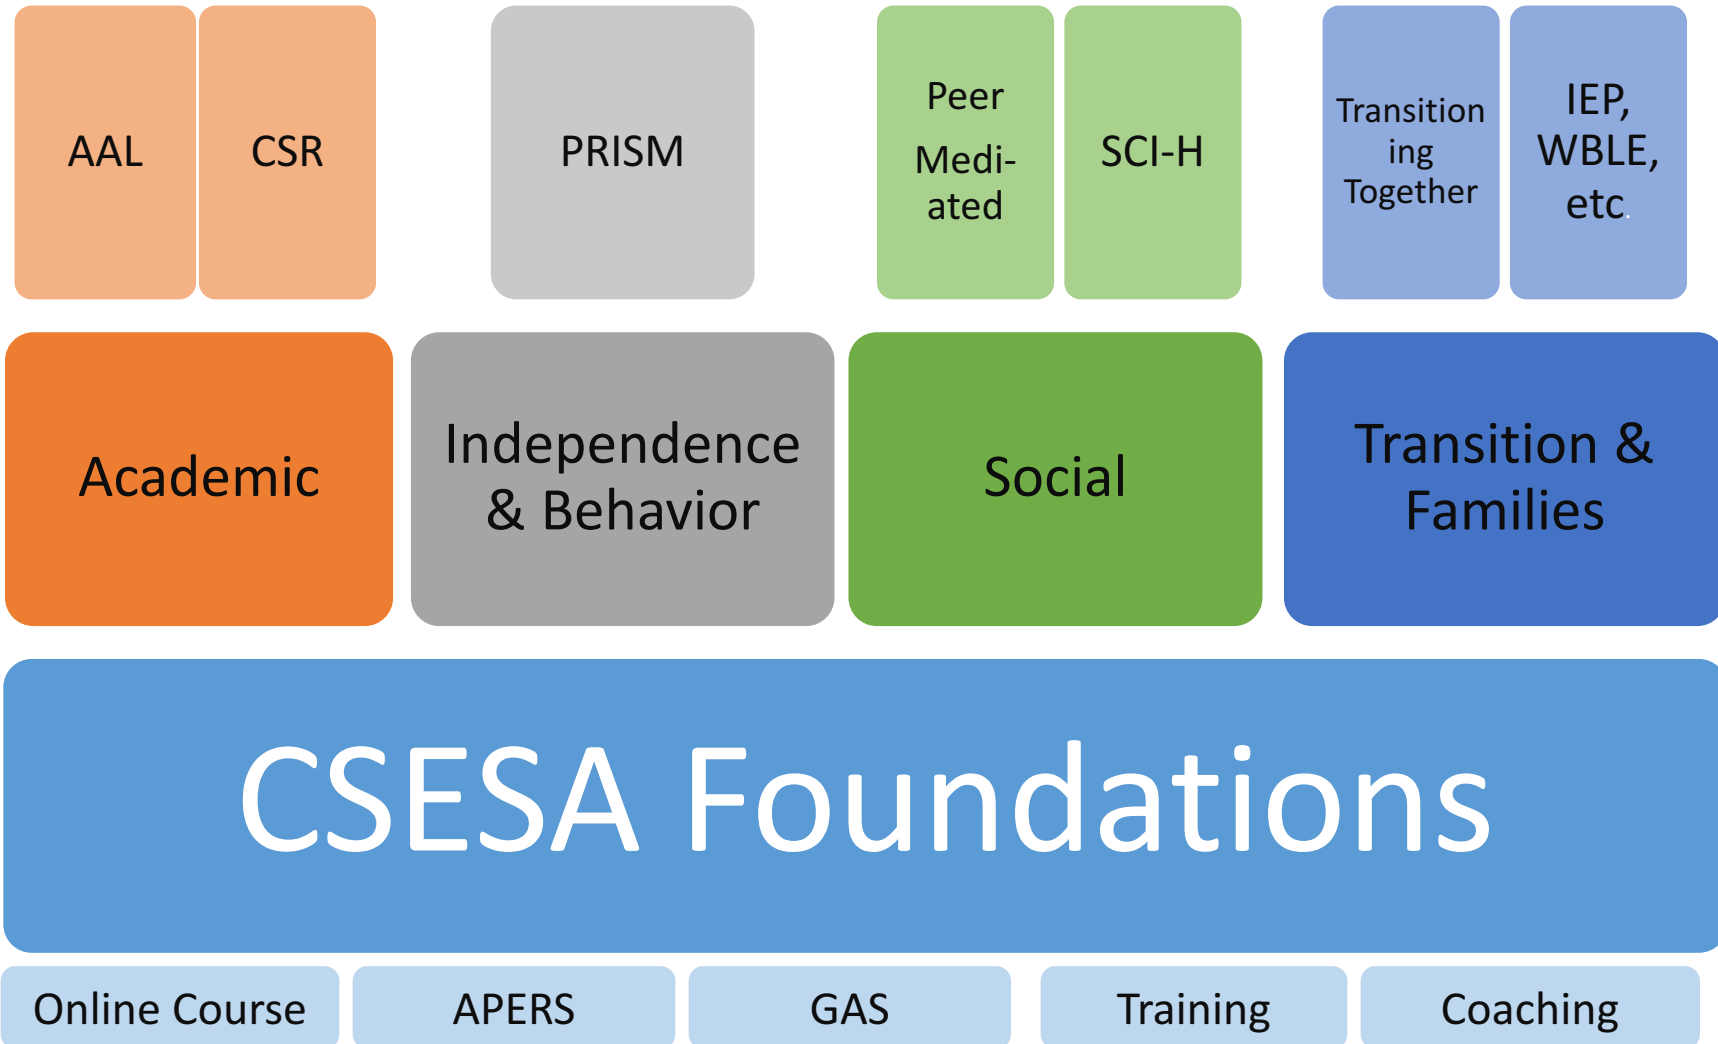 AAL
CSR
PRISM
Peer
Medi-
ated
SCI-H
Transition
ing
Together
IEP,
WBLE,
etc.
Academic
Independence
& Behavior
Social
Transition &
Families
CSESA Foundations
Online Course
APERS
GAS
Training
Coaching